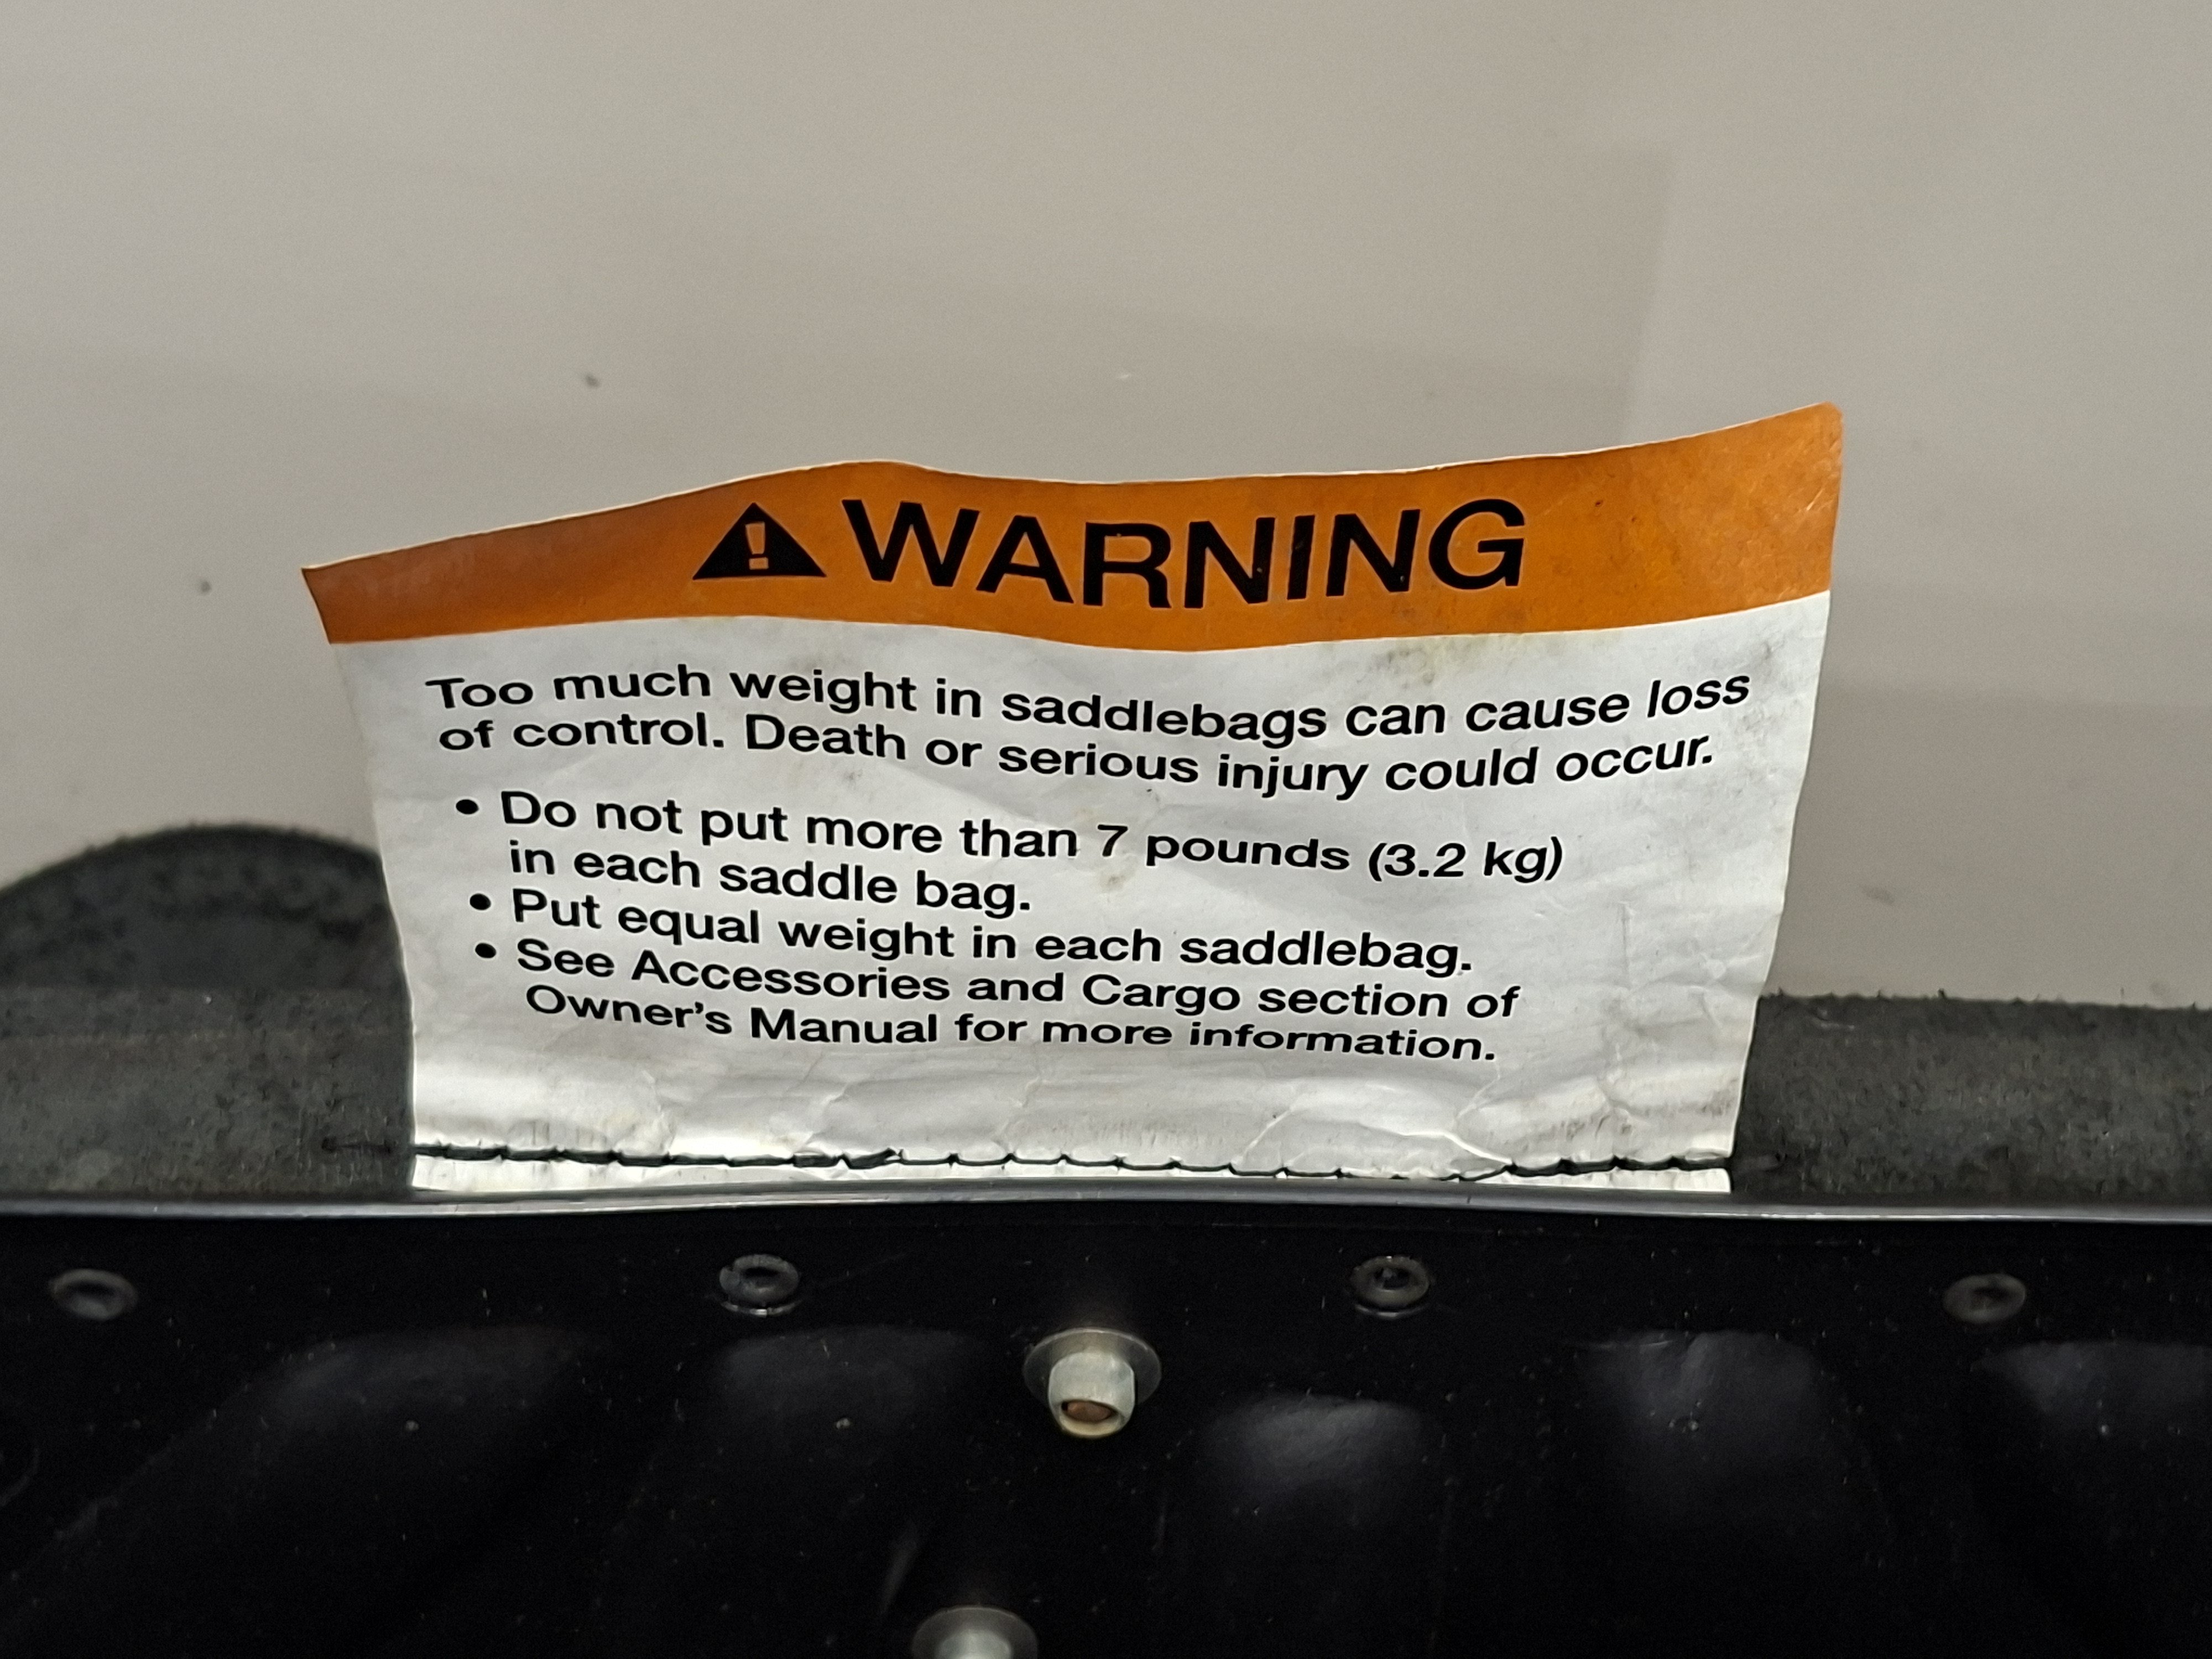 WARNING
Too much weight in saddlebags can cause loss
of control. Death or serious injury could occur.
• Do not put more than 7 pounds (3.2 kg)
in each saddle bag.
• Put equal weight in each saddlebag.
• See Accessories and Cargo section of
Owner's Manual for more information.